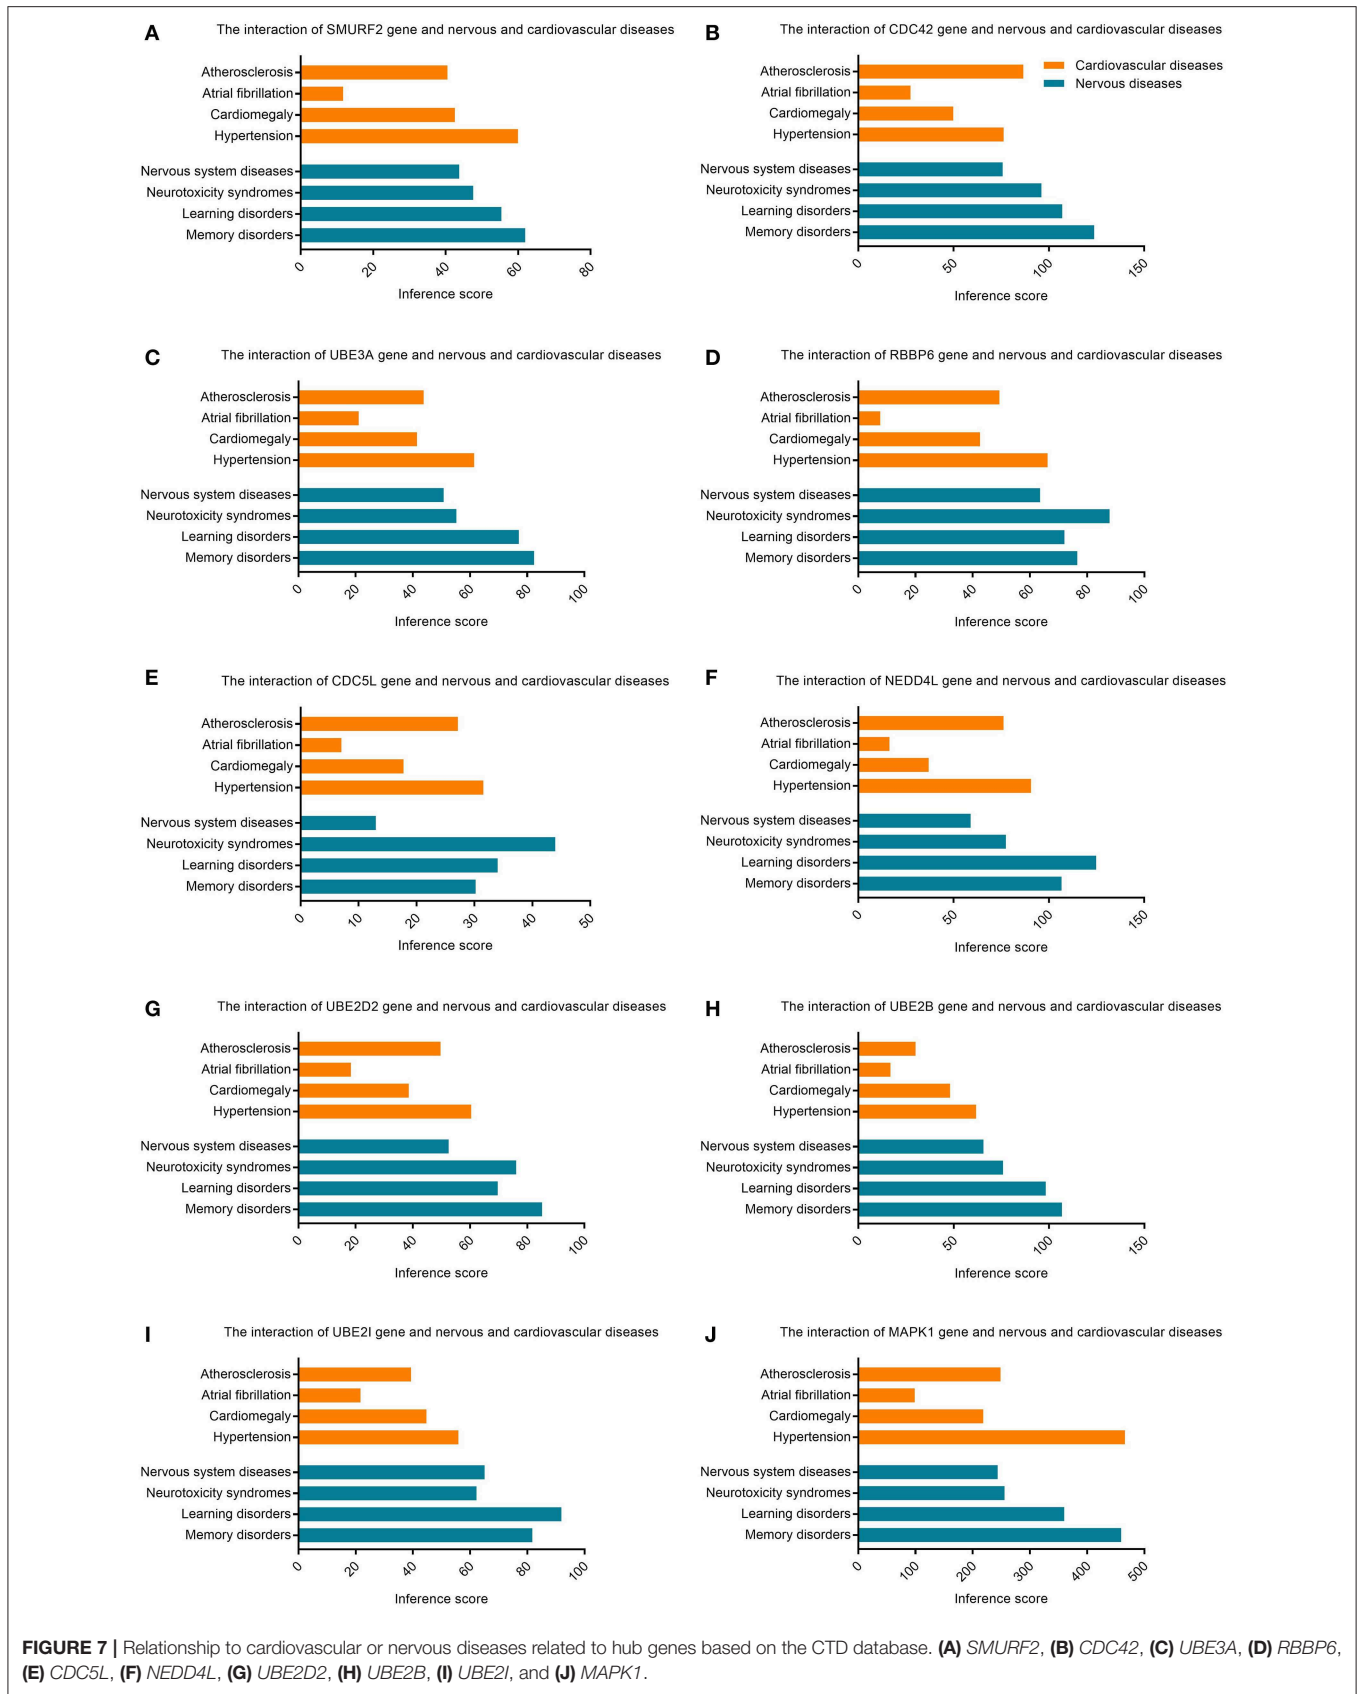 A
The interaction of SMURF2 gene and nervous and cardiovascular diseases
Atherosclerosis
Atrial fibrillation
Cardiomegaly
Hypertension
Nervous system diseases
Neurotoxicity syndromes
Learning disorders
Memory disorders
0 20 40 60 80
Inference score
B
The interaction of CDC42 gene and nervous and cardiovascular diseases
Cardiovascular diseases
Nervous diseases
Atherosclerosis
Atrial fibrillation
Cardiomegaly
Hypertension
Nervous system diseases
Neurotoxicity syndromes
Learning disorders
Memory disorders
0 50 100 150
Inference score
C
The interaction of UBE3A gene and nervous and cardiovascular diseases
Atherosclerosis
Atrial fibrillation
Cardiomegaly
Hypertension
Nervous system diseases
Neurotoxicity syndromes
Learning disorders
Memory disorders
0 20 40 60 80 100
Inference score
D
The interaction of RBBP6 gene and nervous and cardiovascular diseases
Atherosclerosis
Atrial fibrillation
Cardiomegaly
Hypertension
Nervous system diseases
Neurotoxicity syndromes
Learning disorders
Memory disorders
0 20 40 60 80 100
Inference score
E
The interaction of CDC5L gene and nervous and cardiovascular diseases
Atherosclerosis
Atrial fibrillation
Cardiomegaly
Hypertension
Nervous system diseases
Neurotoxicity syndromes
Learning disorders
Memory disorders
0 10 20 30 40 50
Inference score
F
The interaction of NEDD4L gene and nervous and cardiovascular diseases
Atherosclerosis
Atrial fibrillation
Cardiomegaly
Hypertension
Nervous system diseases
Neurotoxicity syndromes
Learning disorders
Memory disorders
0 50 100 150
Inference score
G
The interaction of UBE2D2 gene and nervous and cardiovascular diseases
Atherosclerosis
Atrial fibrillation
Cardiomegaly
Hypertension
Nervous system diseases
Neurotoxicity syndromes
Learning disorders
Memory disorders
0 20 40 60 80 100
Inference score
H
The interaction of UBE2B gene and nervous and cardiovascular diseases
Atherosclerosis
Atrial fibrillation
Cardiomegaly
Hypertension
Nervous system diseases
Neurotoxicity syndromes
Learning disorders
Memory disorders
0 50 100 150
Inference score
I
The interaction of UBE2I gene and nervous and cardiovascular diseases
Atherosclerosis
Atrial fibrillation
Cardiomegaly
Hypertension
Nervous system diseases
Neurotoxicity syndromes
Learning disorders
Memory disorders
0 20 40 60 80 100
Inference score
J
The interaction of MAPK1 gene and nervous and cardiovascular diseases
Atherosclerosis
Atrial fibrillation
Cardiomegaly
Hypertension
Nervous system diseases
Neurotoxicity syndromes
Learning disorders
Memory disorders
0 100 200 300 400 500
Inference score
FIGURE 7 | Relationship to cardiovascular or nervous diseases related to hub genes based on the CTD database. (A) SMURF2, (B) CDC42, (C) UBE3A, (D) RBBP6,
(E) CDC5L, (F) NEDD4L, (G) UBE2D2, (H) UBE2B, (I) UBE2I, and (J) MAPK1.